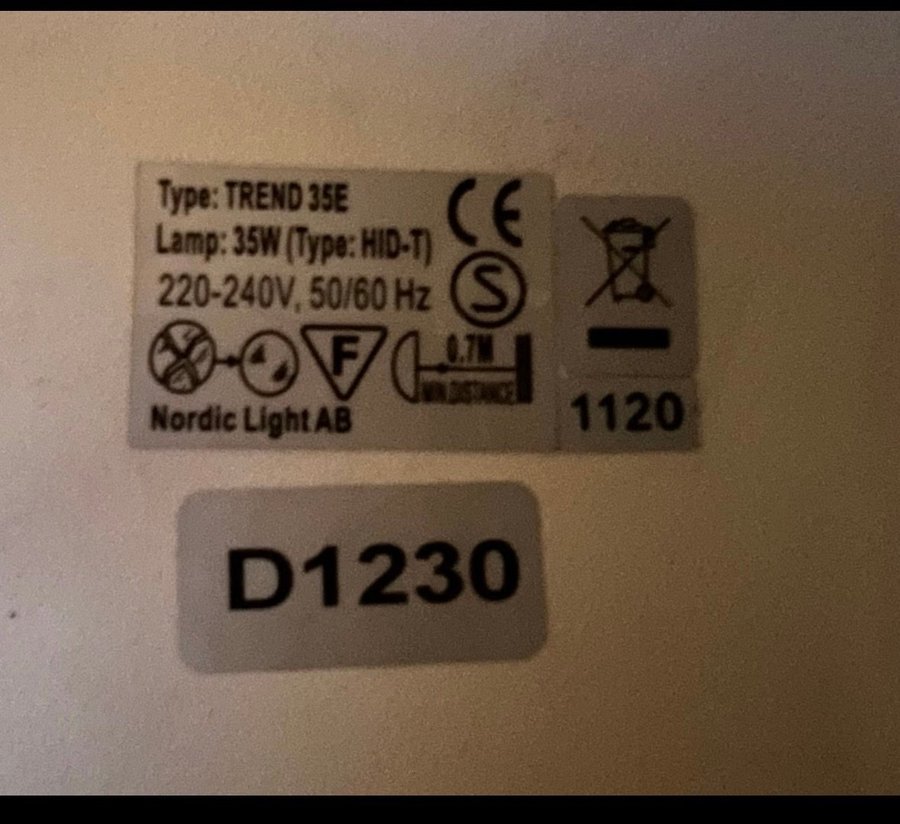 Type: TREND 35E
Lamp: 35W (Type: HID-T)
220-240V, 50/60 Hz
CE
S
F
0.7M
MIN.DISTANCE
Nordic Light AB
1120
D1230